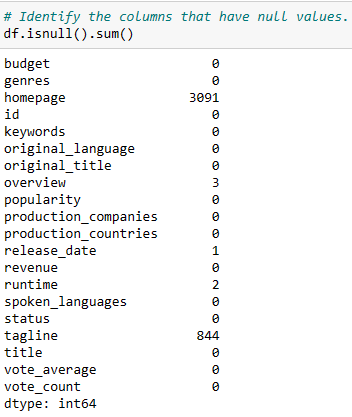 # Identify the columns that have null values.
df.isnull().sum()
budget 0
genres 0
homepage 3091
id 0
keywords 0
original_language 0
original_title 0
overview 3
popularity 0
production_companies 0
production_countries 0
release_date 1
revenue 0
runtime 2
spoken_languages 0
status 0
tagline 844
title 0
vote_average 0
vote_count 0
dtype: int64